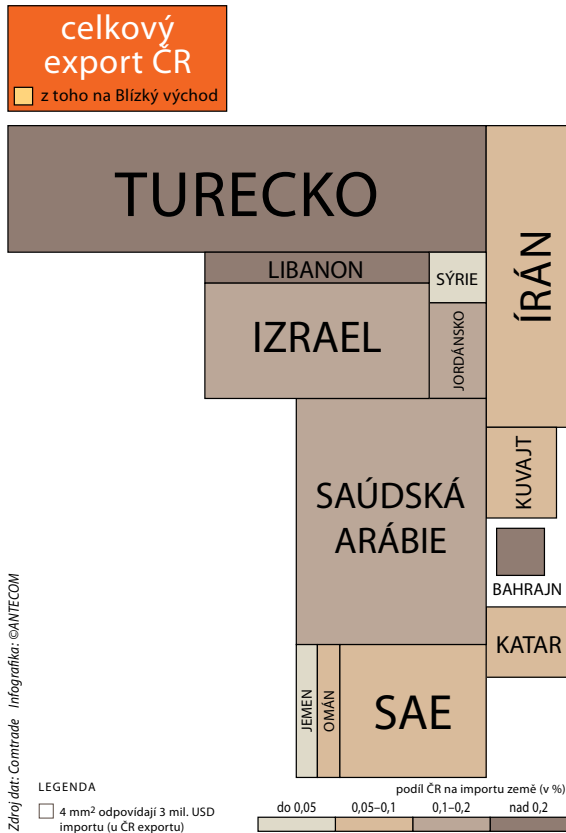 celkový
export ČR
z toho na Blízký východ
TURECKO
ÍRÁN
LIBANON
SÝRIE
IZRAEL
JORDÁNSKO
KUVAJT
SAÚDSKÁ
ARÁBIE
BAHRAJN
KATAR
JEMEN
OMÁN
SAE
Zdroj dat: Comtrade Infografika: ©ANTECOM
LEGENDA
4 mm² odpovídají 3 mil. USD
importu (u ČR exportu)
podíl ČR na importu země (v %)
do 0,05 0,05–0,1 0,1–0,2 nad 0,2